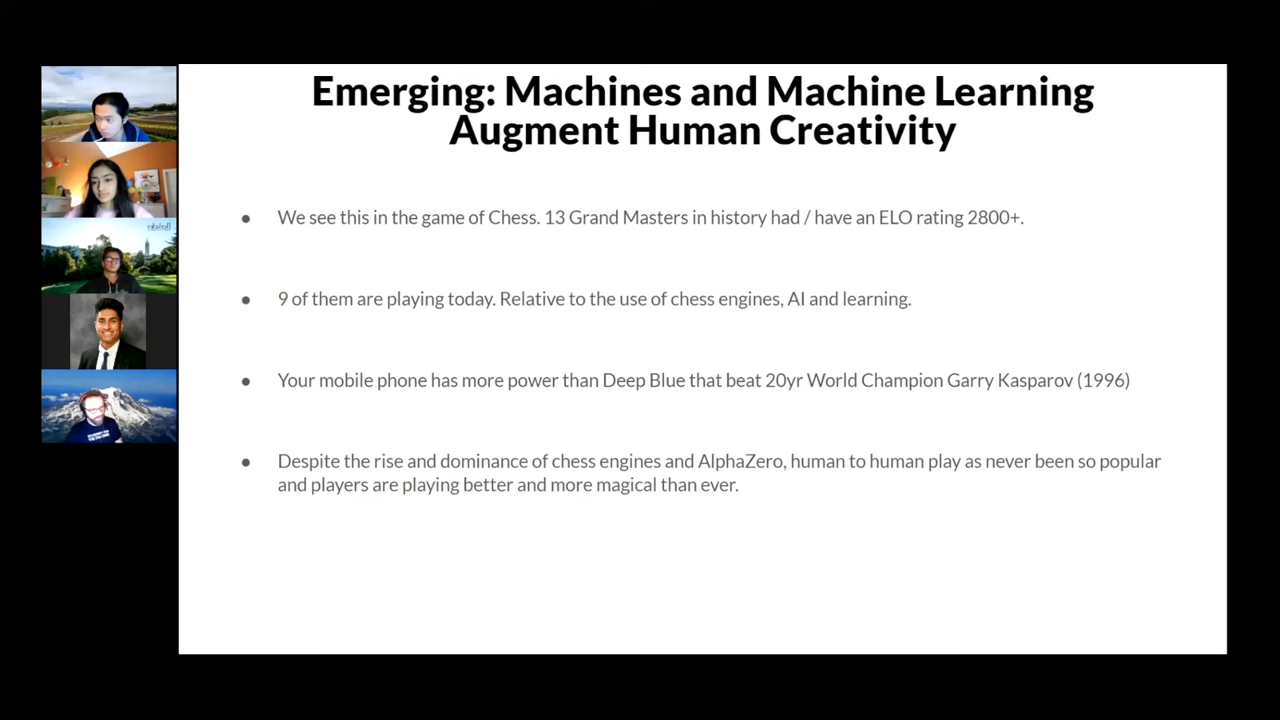 Emerging: Machines and Machine Learning
Augment Human Creativity
● We see this in the game of Chess. 13 Grand Masters in history had / have an ELO rating 2800+.
● 9 of them are playing today. Relative to the use of chess engines, AI and learning.
● Your mobile phone has more power than Deep Blue that beat 20yr World Champion Garry Kasparov (1996)
● Despite the rise and dominance of chess engines and AlphaZero, human to human play as never been so popular
and players are playing better and more magical than ever.